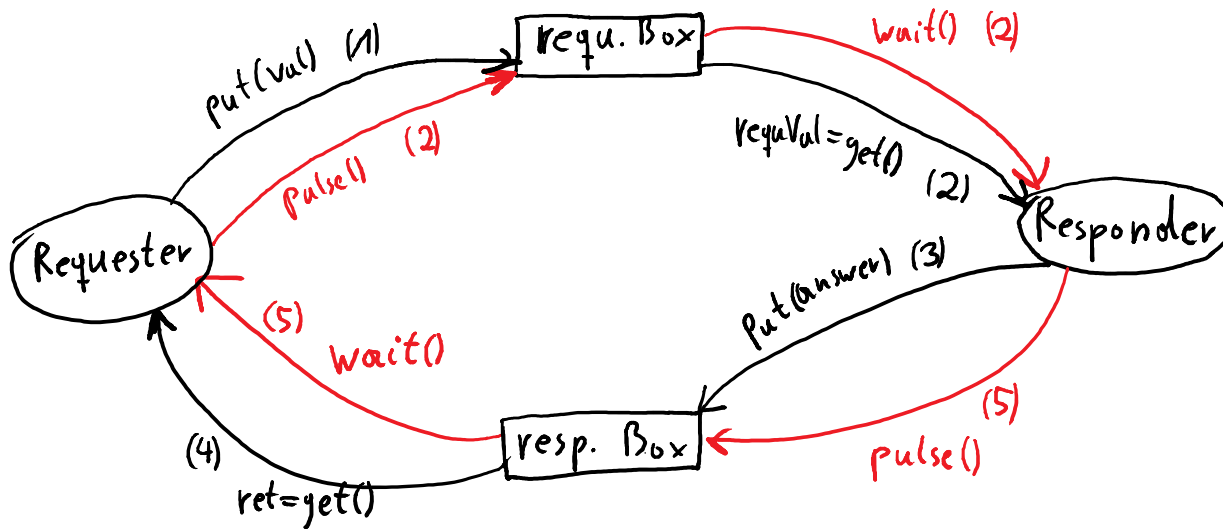 put(val) (1)
requ. Box
wait() (2)
pulse() (2)
requVal=get() (2)
Requester
Responder
Put(answer) (3)
(5)
wait()
(5)
pulse()
resp. Box
(4)
ret=get()